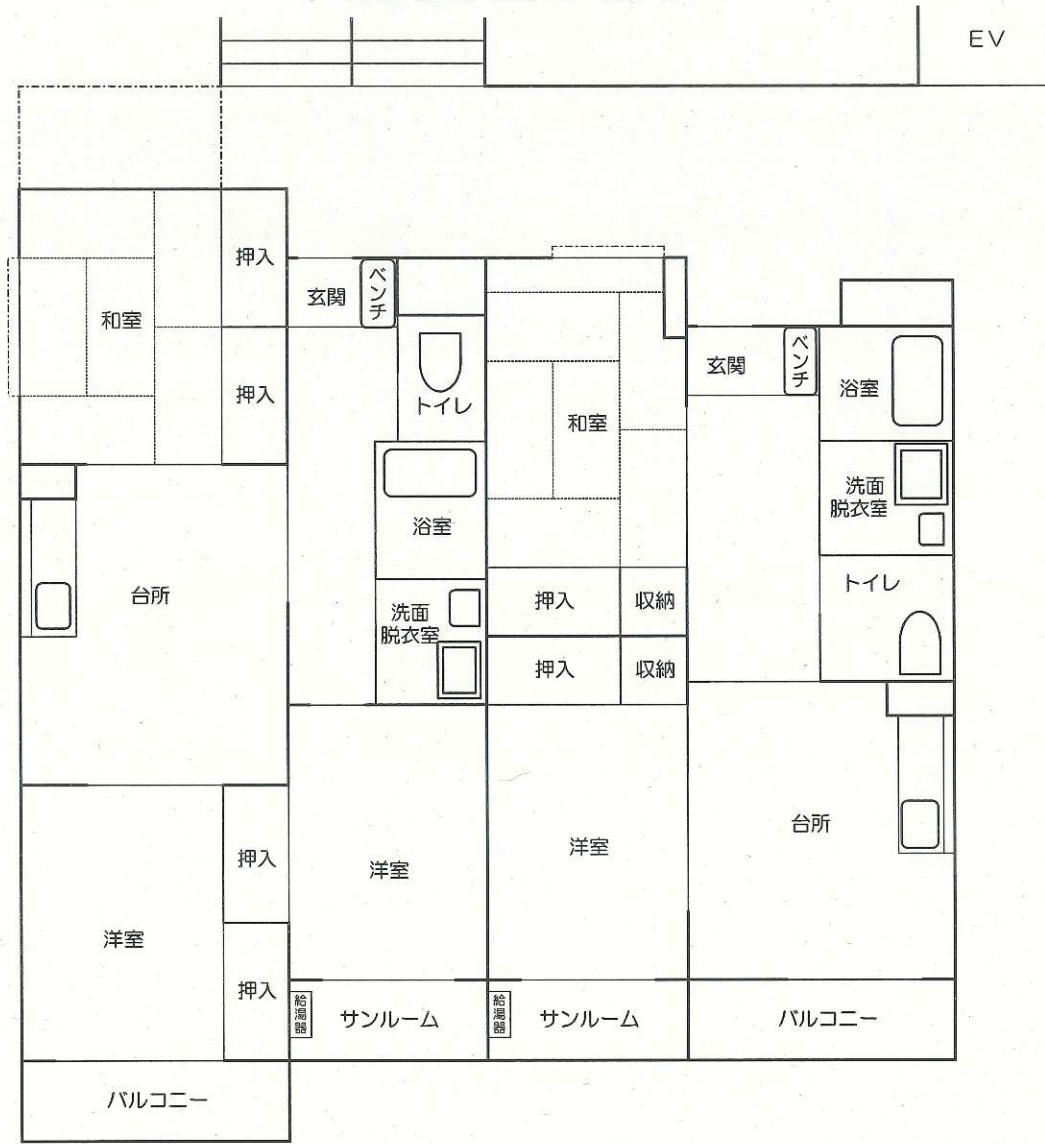 EV
押入
和室
押入
玄関
ベンチ
トイレ
浴室
洗面
脱衣室
台所
洋室
押入
押入
バルコニー
洋室
給湯器
サンルーム
和室
押入
収納
押入
収納
洋室
給湯器
サンルーム
玄関
ベンチ
浴室
洗面
脱衣室
トイレ
台所
バルコニー